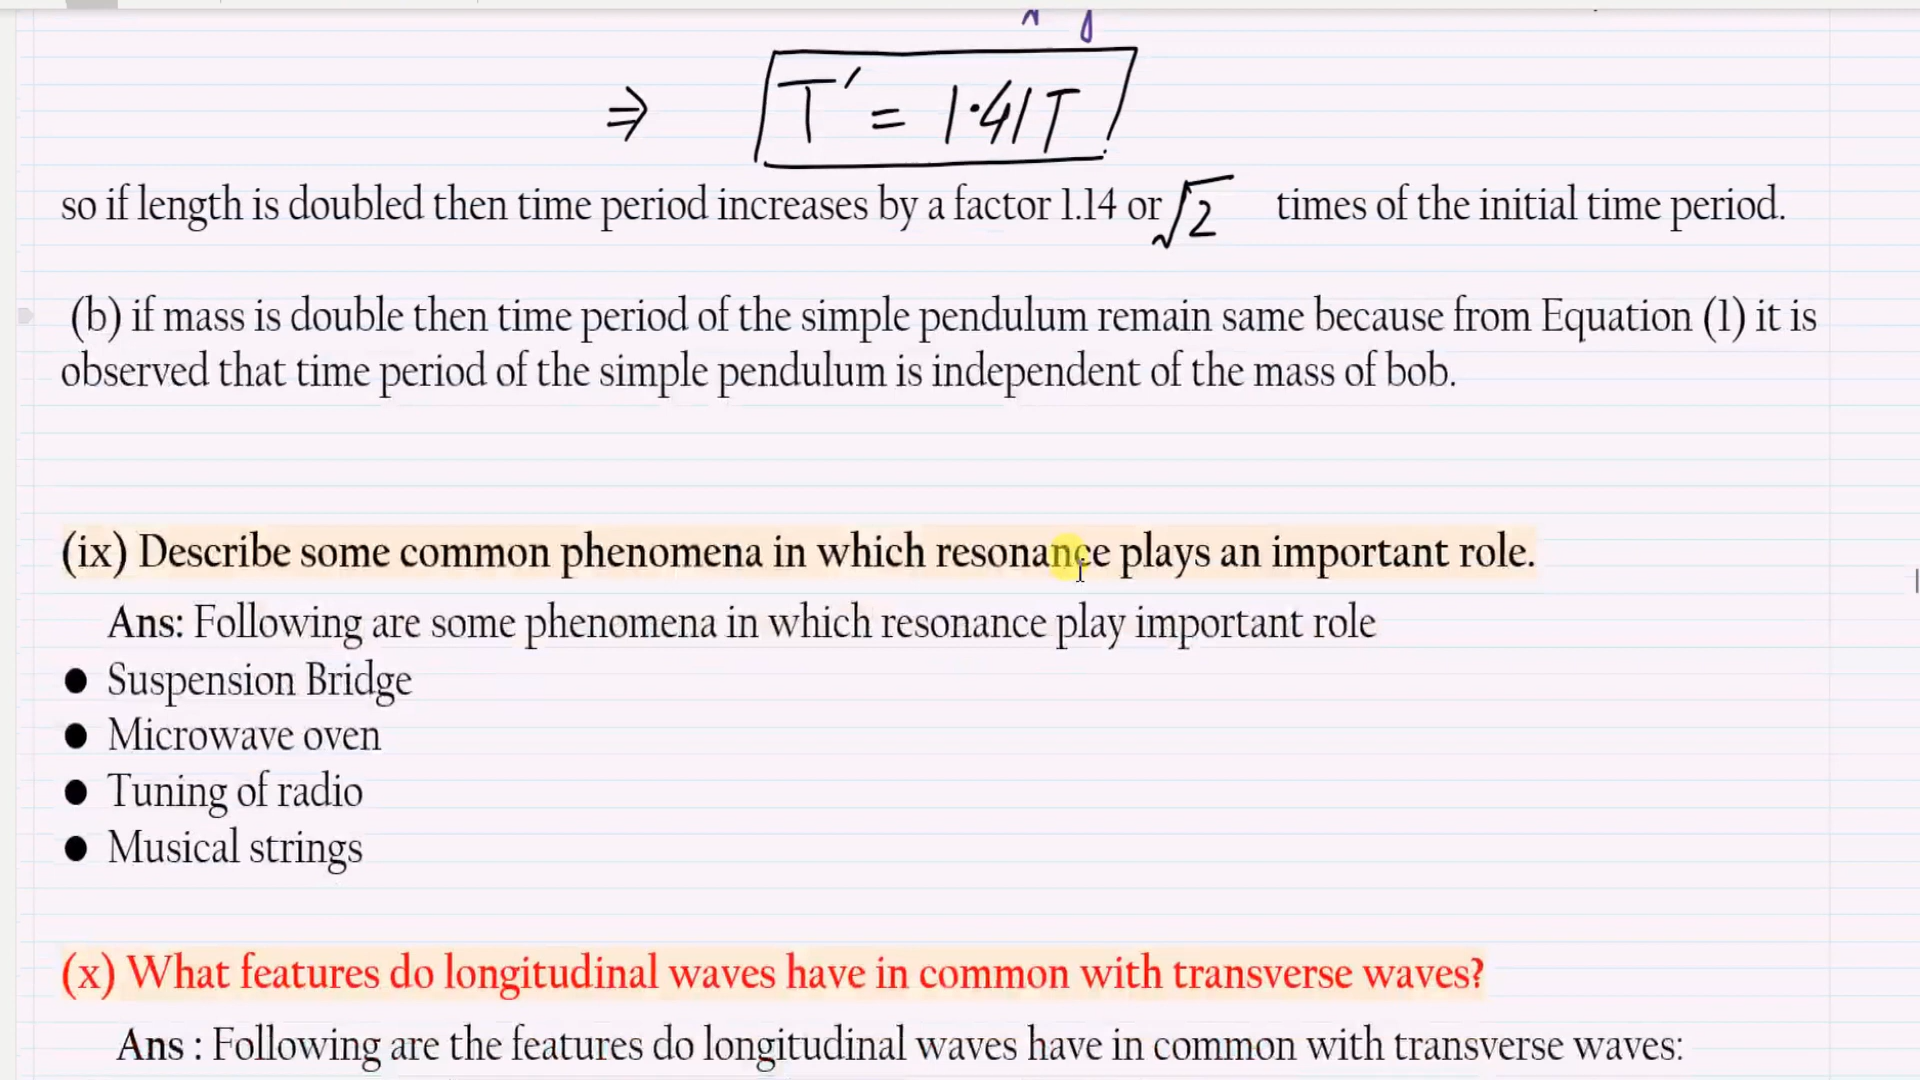 ⇒ T′ = 1.41T
so if length is doubled then time period increases by a factor 1.14 or √2 times of the initial time period.
(b) if mass is double then time period of the simple pendulum remain same because from Equation (1) it is
observed that time period of the simple pendulum is independent of the mass of bob.
(ix) Describe some common phenomena in which resonance plays an important role.
Ans: Following are some phenomena in which resonance play important role
● Suspension Bridge
● Microwave oven
● Tuning of radio
● Musical strings
(x) What features do longitudinal waves have in common with transverse waves?
Ans : Following are the features do longitudinal waves have in common with transverse waves: